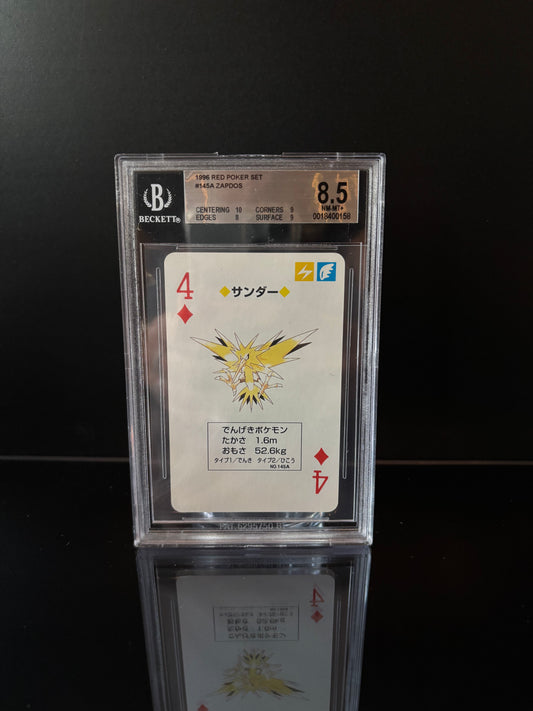 1996 RED POKER SET
#145A ZAPDOS
B
BECKETT®
CENTERING 10 CORNERS 9
EDGES 8 SURFACE 9
8.5
NM-MT+
0018400158
4
サンダー
でんげきポケモン
たかさ 1.6m
おもさ 52.6kg
タイプ1/でんき タイプ2/ひこう
NO.145A
4